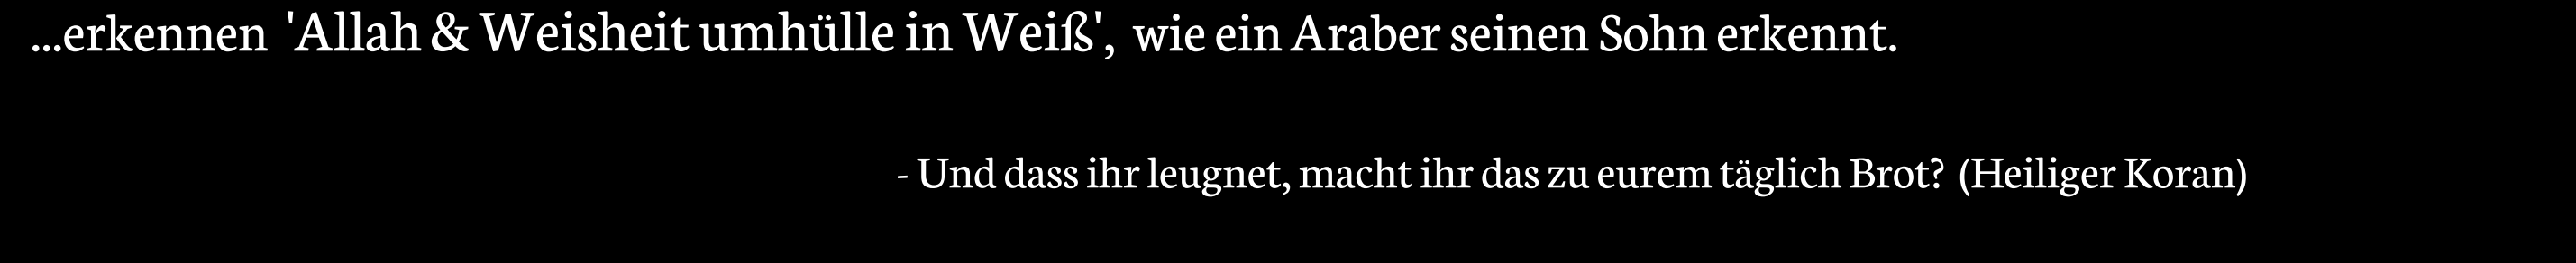 ...erkennen 'Allah & Weisheit umhülle in Weiß', wie ein Araber seinen Sohn erkennt.
- Und dass ihr leugnet, macht ihr das zu eurem täglich Brot? (Heiliger Koran)